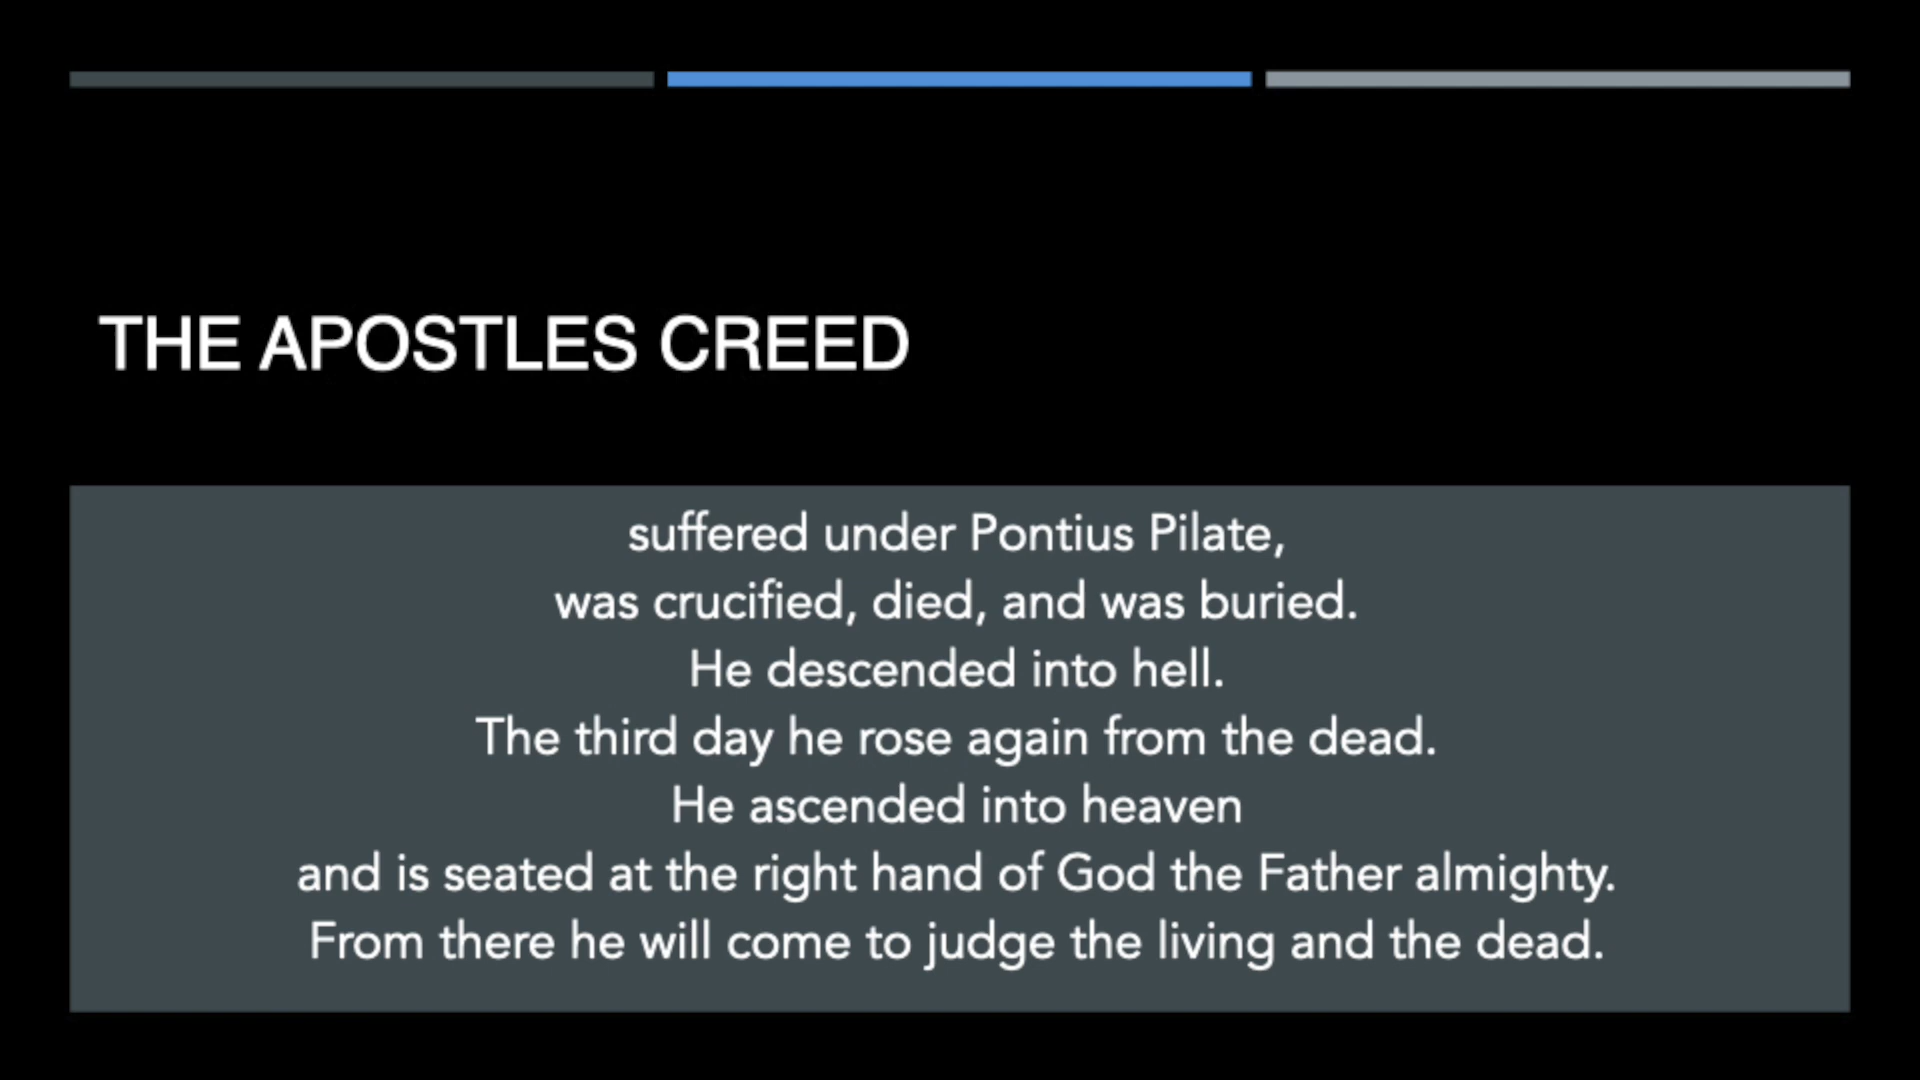 THE APOSTLES CREED
suffered under Pontius Pilate,
was crucified, died, and was buried.
He descended into hell.
The third day he rose again from the dead.
He ascended into heaven
and is seated at the right hand of God the Father almighty.
From there he will come to judge the living and the dead.